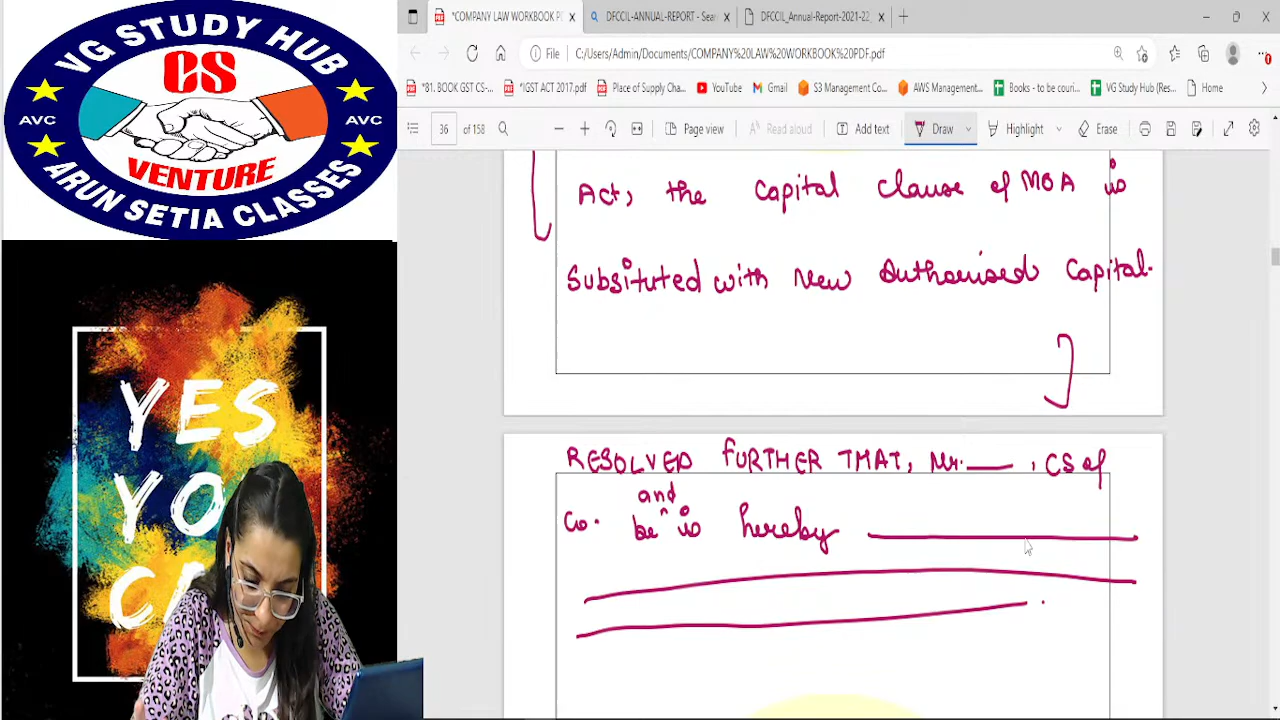 VG STUDY HUB
CS
AVC
AVC
VENTURE
ARUN SETIA CLASSES
YES
YO
CA
*COMPANY LAW WORKBOOK P
DFCCIL-ANNUAL-REPORT - Sear
DFCCIL_Annual-Report-2021-22_
File
C:/Users/Admin/Documents/COMPANY%20LAW%20WORKBOOK%20PDF.pdf
*81. BOOK GST
*IGST ACT 2017.pdf
Place
Supply Cha...
YouTube
Gmail
S3 Management Co...
AWS Management...
Books - to be couri...
VG Study Hub (Res...
Home
36 of 158
Page view
Read aloud
Add text
Draw
Highlight
Erase
Act, the Capital Clause of MOA is
Subsituted with New Authorised Capital.
RESOLVED FURTHER THAT, Mr. ____ , CS of
and
Co. be ^ is hereby